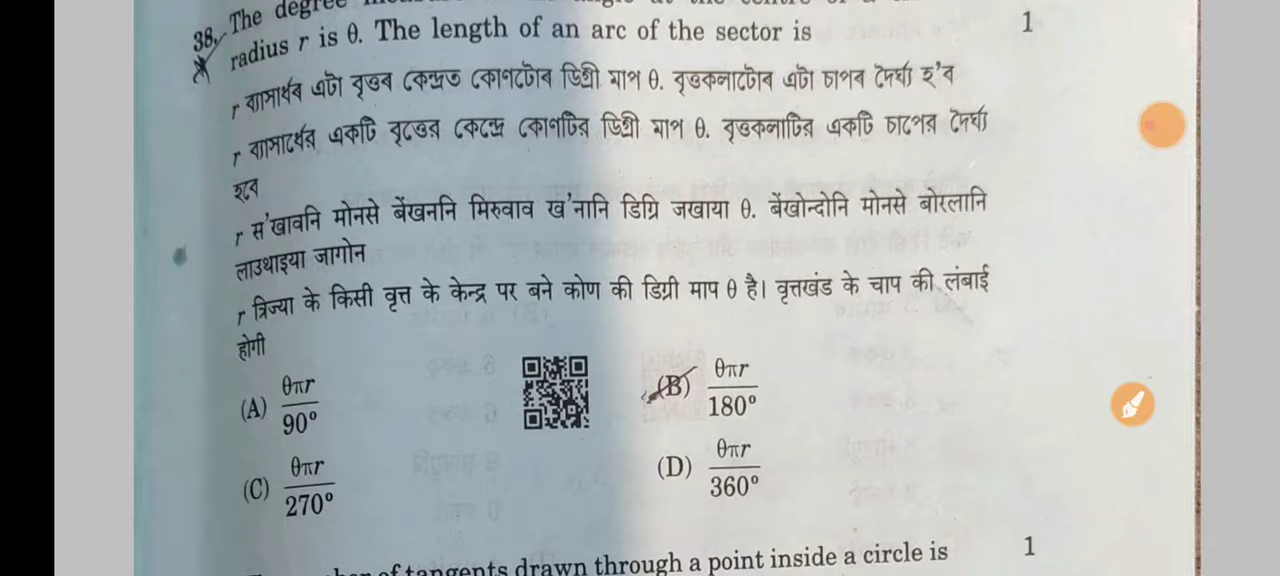 38. The degree
radius r is θ. The length of an arc of the sector is 1
r ব্যাসাৰ্ধৰ এটা বৃত্তৰ কেন্দ্ৰত কোণটোৰ ডিগ্ৰী মাপ θ. বৃত্তকলাটোৰ এটা চাপৰ দৈৰ্ঘ্য হ'ব
r ব্যাসার্ধের একটি বৃত্তের কেন্দ্রে কোণটির ডিগ্রী মাপ θ. বৃত্তকলাটির একটি চাপের দৈর্ঘ্য
হবে
r स'खावनि मोनसे बेंखननि मिरुवाव ख'नानि डिग्रि जखाया θ. बेंखोन्दोनि मोनसे बोरलानि
लाउथाइया जागोन
r त्रिज्या के किसी वृत्त के केन्द्र पर बने कोण की डिग्री माप θ है। वृत्तखंड के चाप की लंबाई
होगी
(A) θπr/90° (B) θπr/180°
(C) θπr/270° (D) θπr/360°
of tangents drawn through a point inside a circle is 1